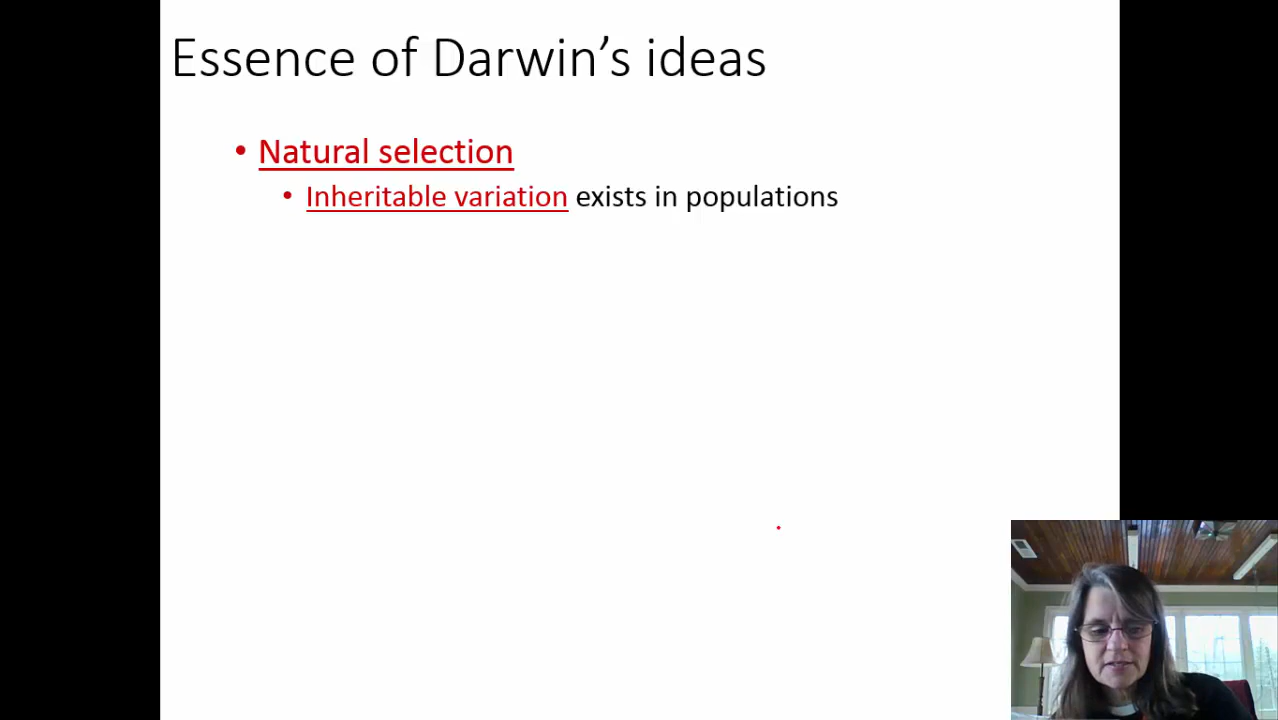 Essence of Darwin’s ideas
• Natural selection
• Inheritable variation exists in populations